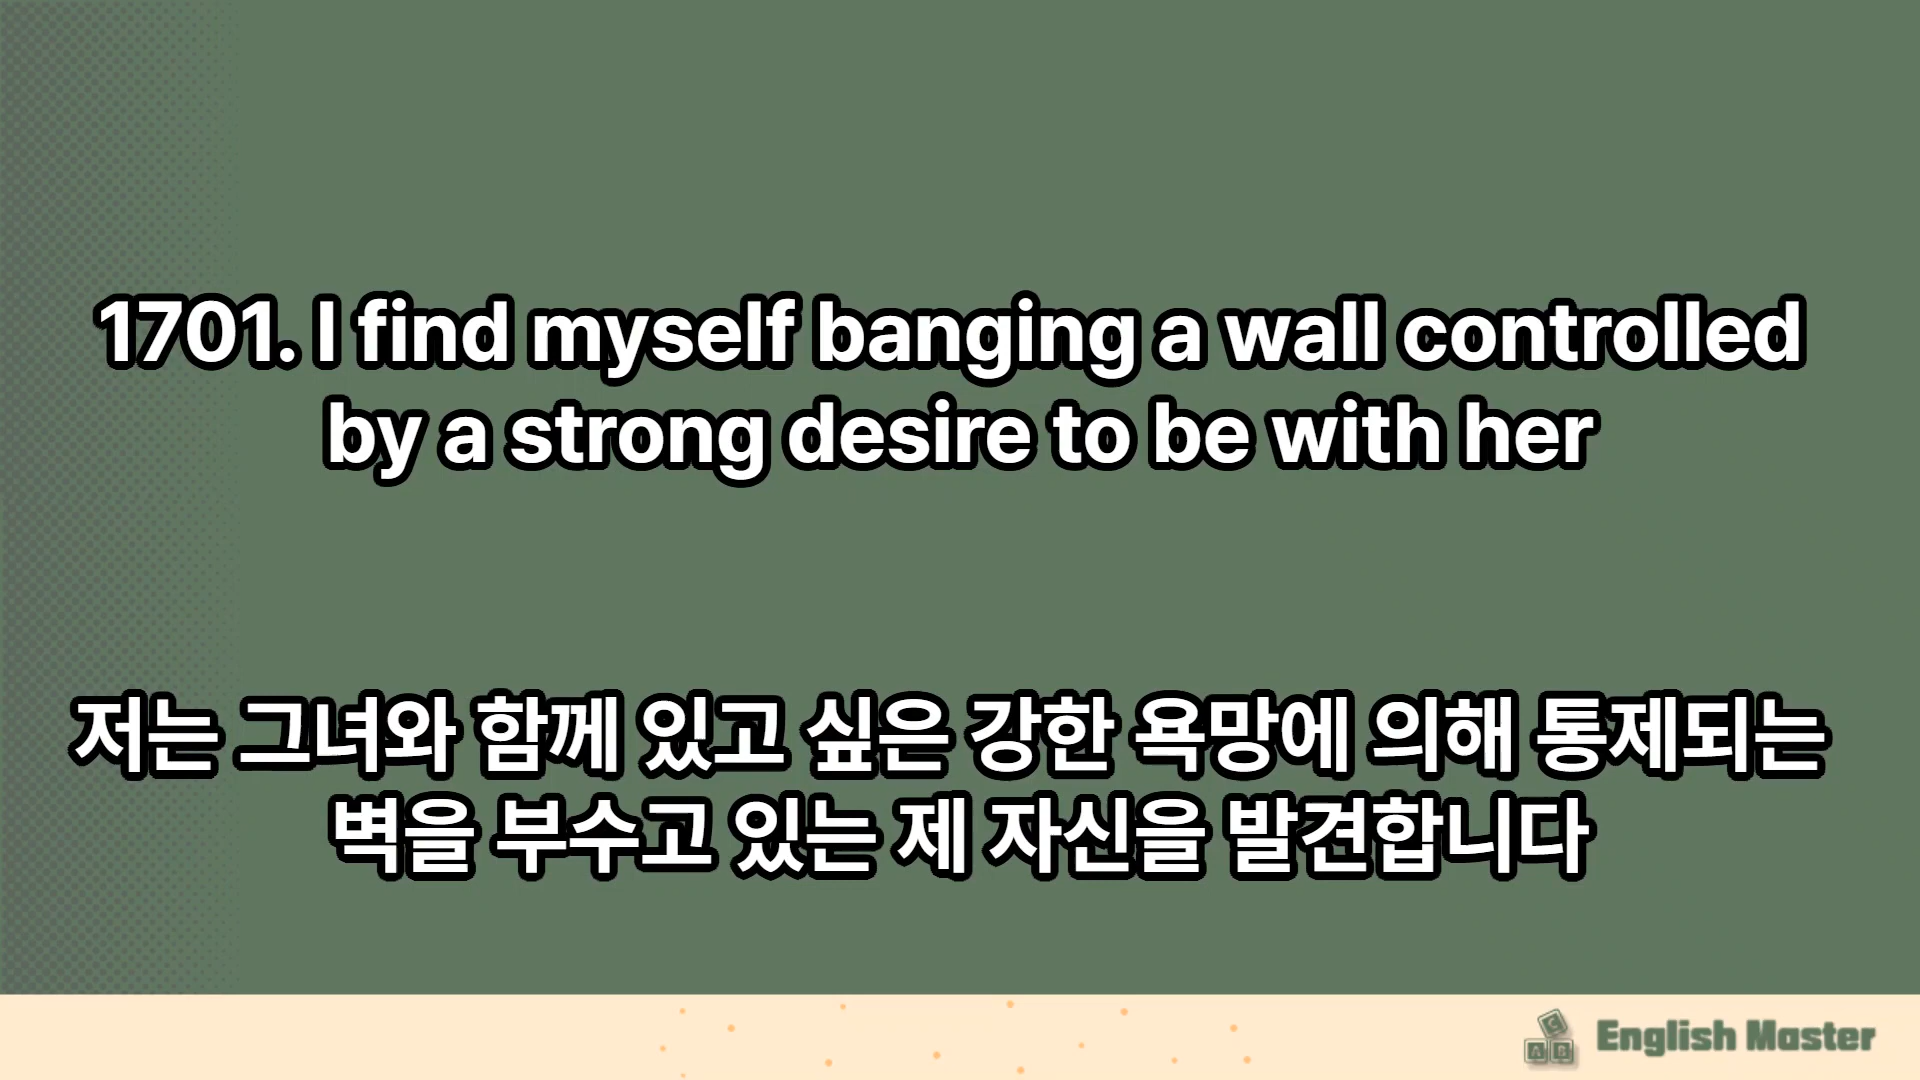 1701. I find myself banging a wall controlled
by a strong desire to be with her
저는 그녀와 함께 있고 싶은 강한 욕망에 의해 통제되는
벽을 부수고 있는 제 자신을 발견합니다
English Master